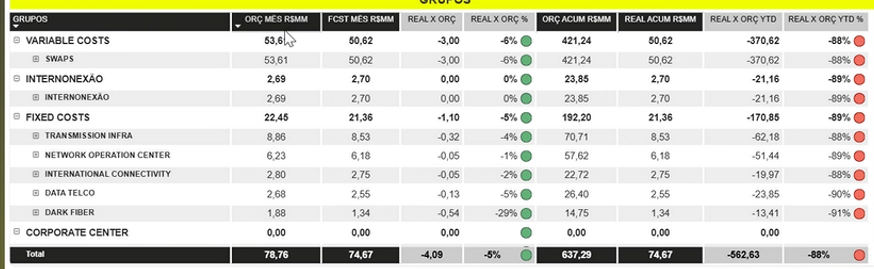 GRUPOS
GRUPOS ORÇ MÊS R$MM FCST MÊS R$MM REAL X ORÇ REAL X ORÇ % ORÇ ACUM R$MM REAL ACUM R$MM REAL X ORÇ YTD REAL X ORÇ YTD %
VARIABLE COSTS 50,62 -3,00 -6% 421,24 50,62 -370,62 -88%
SWAPS 53,61 50,62 -3,00 -6% 421,24 50,62 -370,62 -88%
INTERNONEXÃO 2,69 2,70 0,00 0% 23,85 2,70 -21,16 -89%
INTERNONEXÃO 2,69 2,70 0,00 0% 23,85 2,70 -21,16 -89%
FIXED COSTS 22,45 21,36 -1,10 -5% 192,20 21,36 -170,85 -89%
TRANSMISSION INFRA 8,86 8,53 -0,32 -4% 70,71 8,53 -62,18 -88%
NETWORK OPERATION CENTER 6,23 6,18 -0,05 -1% 57,62 6,18 -51,44 -89%
INTERNATIONAL CONNECTIVITY 2,80 2,75 -0,05 -2% 22,72 2,75 -19,97 -88%
DATA TELCO 2,68 2,55 -0,13 -5% 26,40 2,55 -23,85 -90%
DARK FIBER 1,88 1,34 -0,54 -29% 14,75 1,34 -13,41 -91%
CORPORATE CENTER 0,00 0,00 0,00 0,00 0,00 0,00
Total 78,76 74,67 -4,09 -5% 637,29 74,67 -562,63 -88%